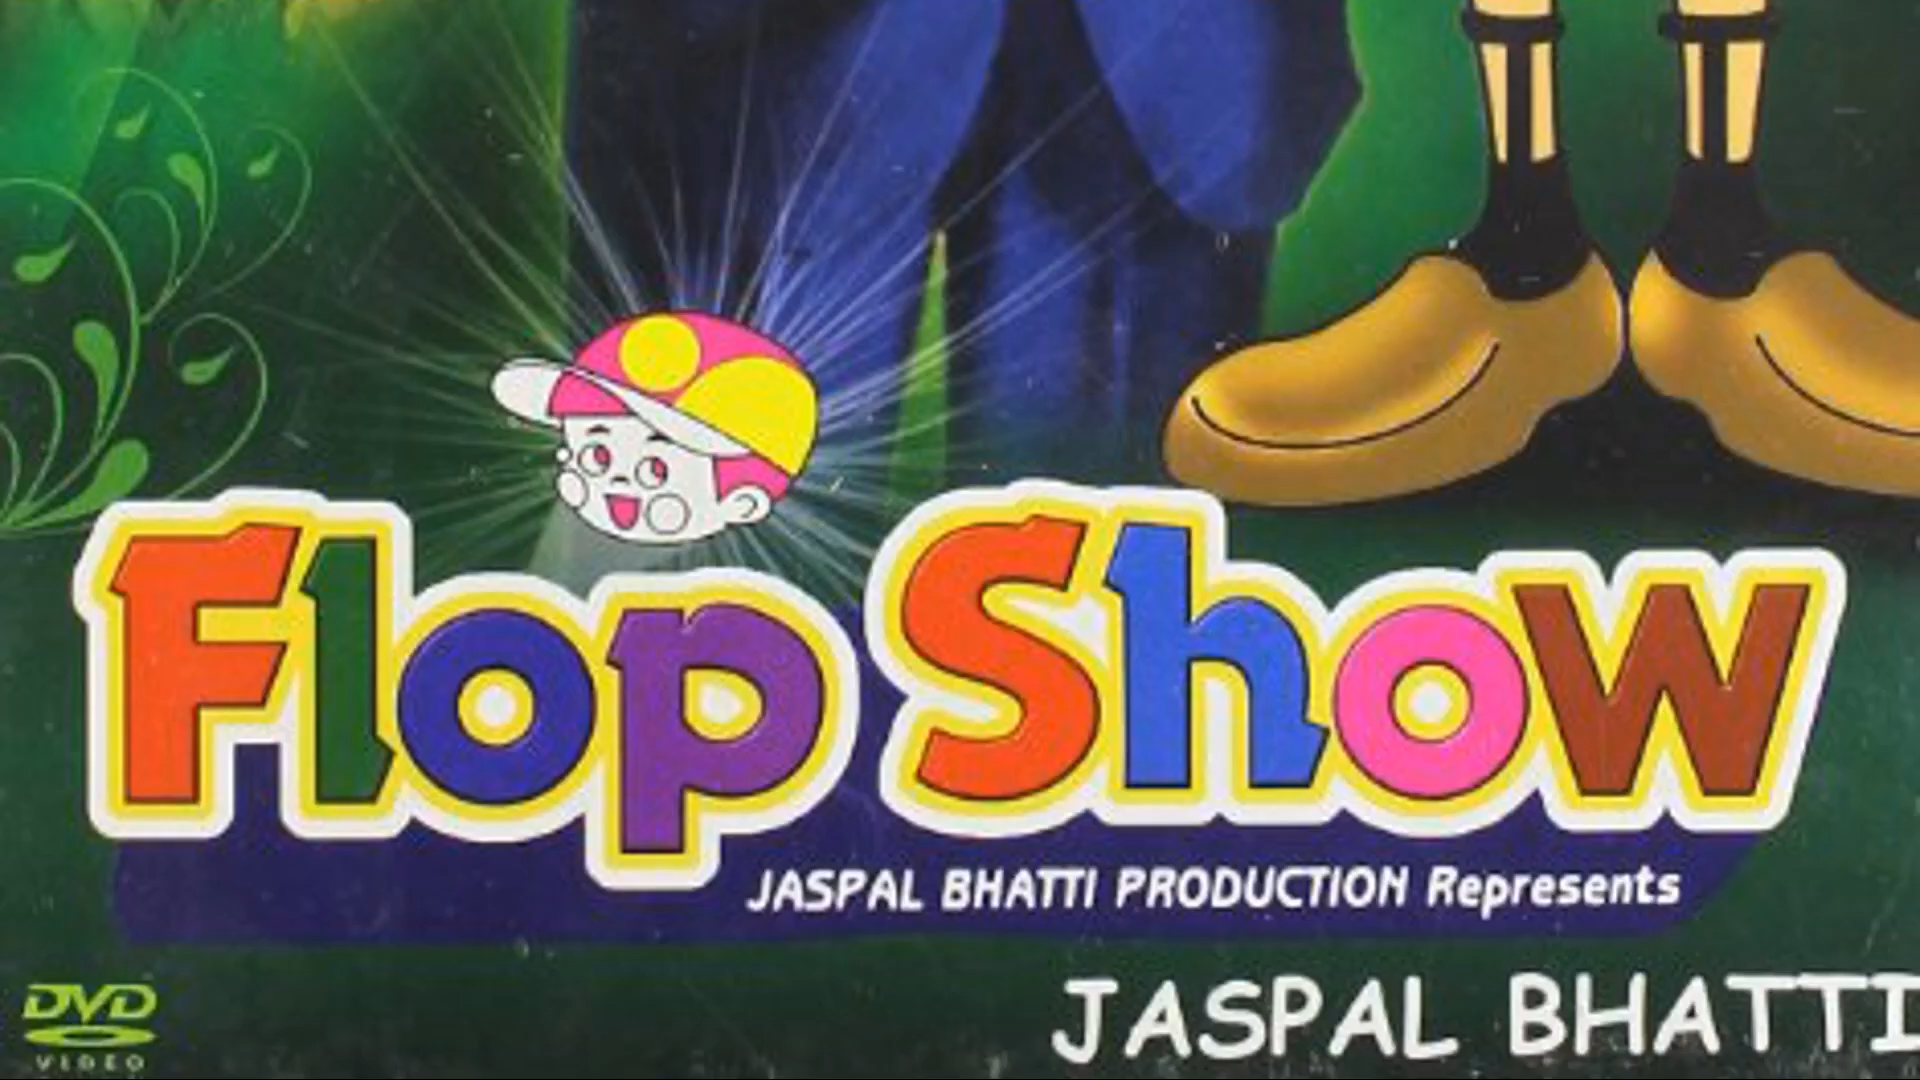 Flop Show
JASPAL BHATTI PRODUCTION Represents
JASPAL BHATTI
DVD
VIDEO